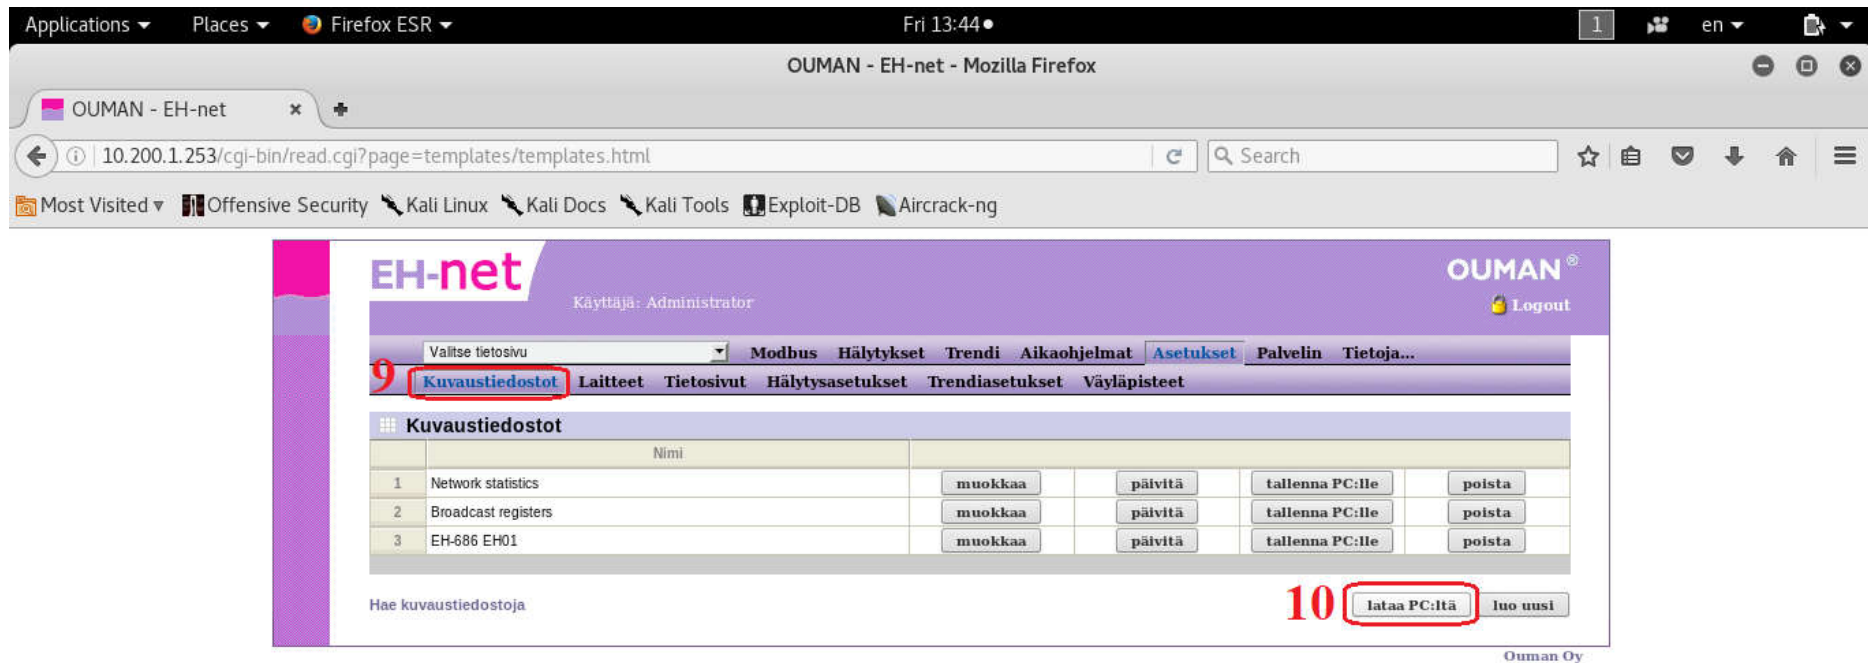 Applications Places Firefox ESR Fri 13:44 1 en
OUMAN - EH-net - Mozilla Firefox
OUMAN - EH-net
10.200.1.253/cgi-bin/read.cgi?page=templates/templates.html Search
Most Visited Offensive Security Kali Linux Kali Docs Kali Tools Exploit-DB Aircrack-ng
EH-net OUMAN®
Käyttäjä: Administrator Logout
Valitse tietosivu Modbus Hälytykset Trendi Aikaohjelmat Asetukset Palvelin Tietoja...
9 Kuvaustiedostot Laitteet Tietosivut Hälytysasetukset Trendiasetukset Väyläpisteet
Kuvaustiedostot
Nimi
1 Network statistics muokkaa päivitä tallenna PC:lle poista
2 Broadcast registers muokkaa päivitä tallenna PC:lle poista
3 EH-686 EH01 muokkaa päivitä tallenna PC:lle poista
Hae kuvaustiedostoja 10 lataa PC:ltä luo uusi
Ouman Oy